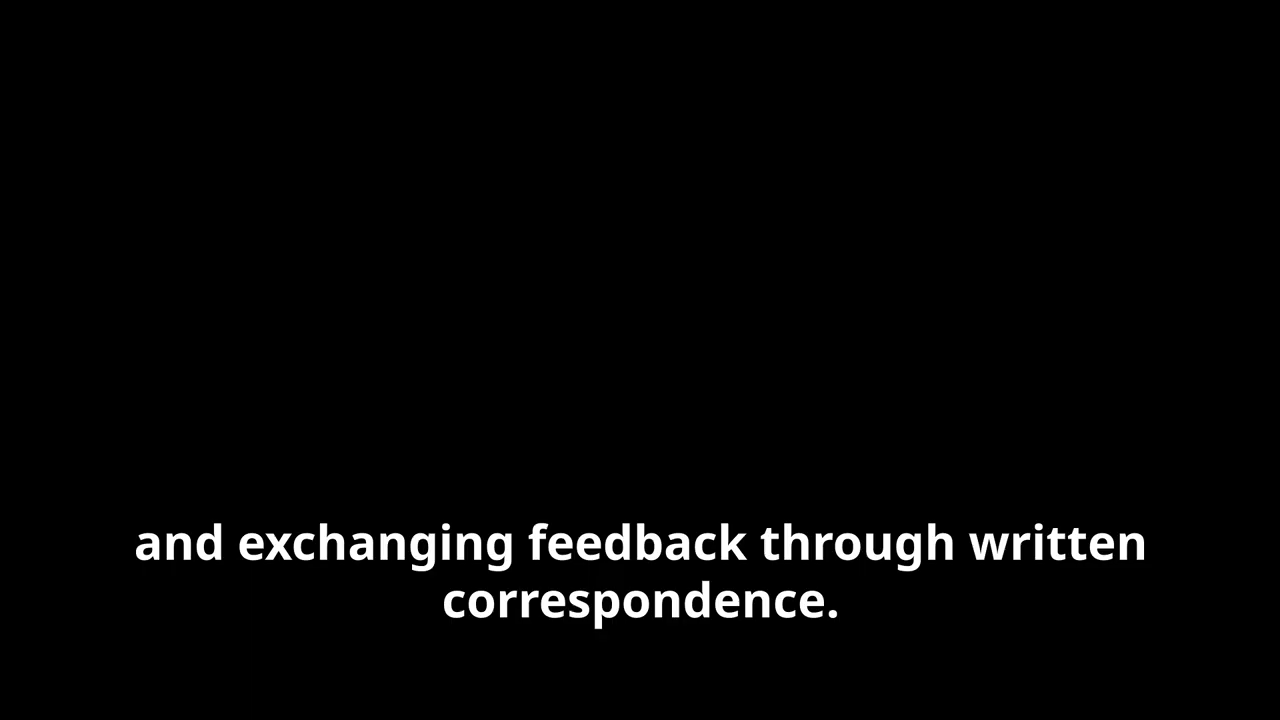 and exchanging feedback through written
correspondence.